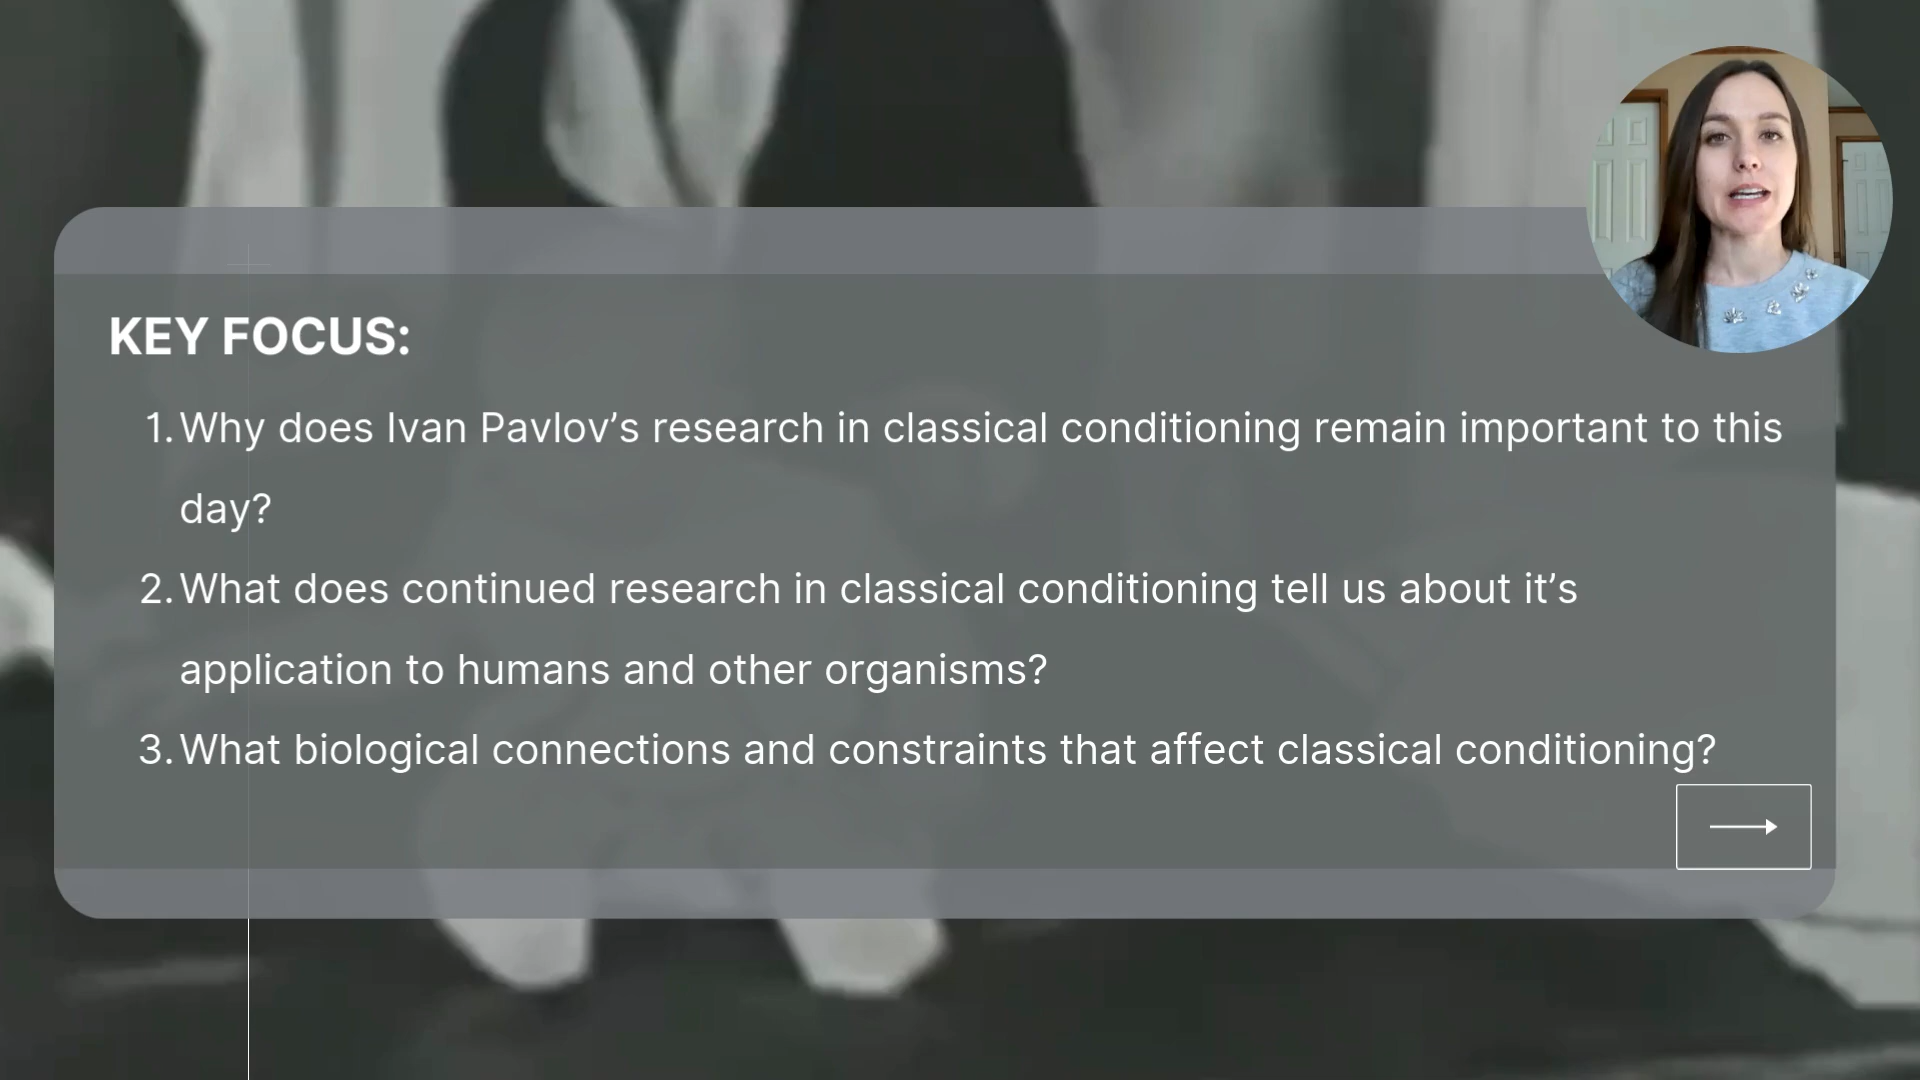 KEY FOCUS:
1. Why does Ivan Pavlov’s research in classical conditioning remain important to this
day?
2. What does continued research in classical conditioning tell us about it’s
application to humans and other organisms?
3. What biological connections and constraints that affect classical conditioning?